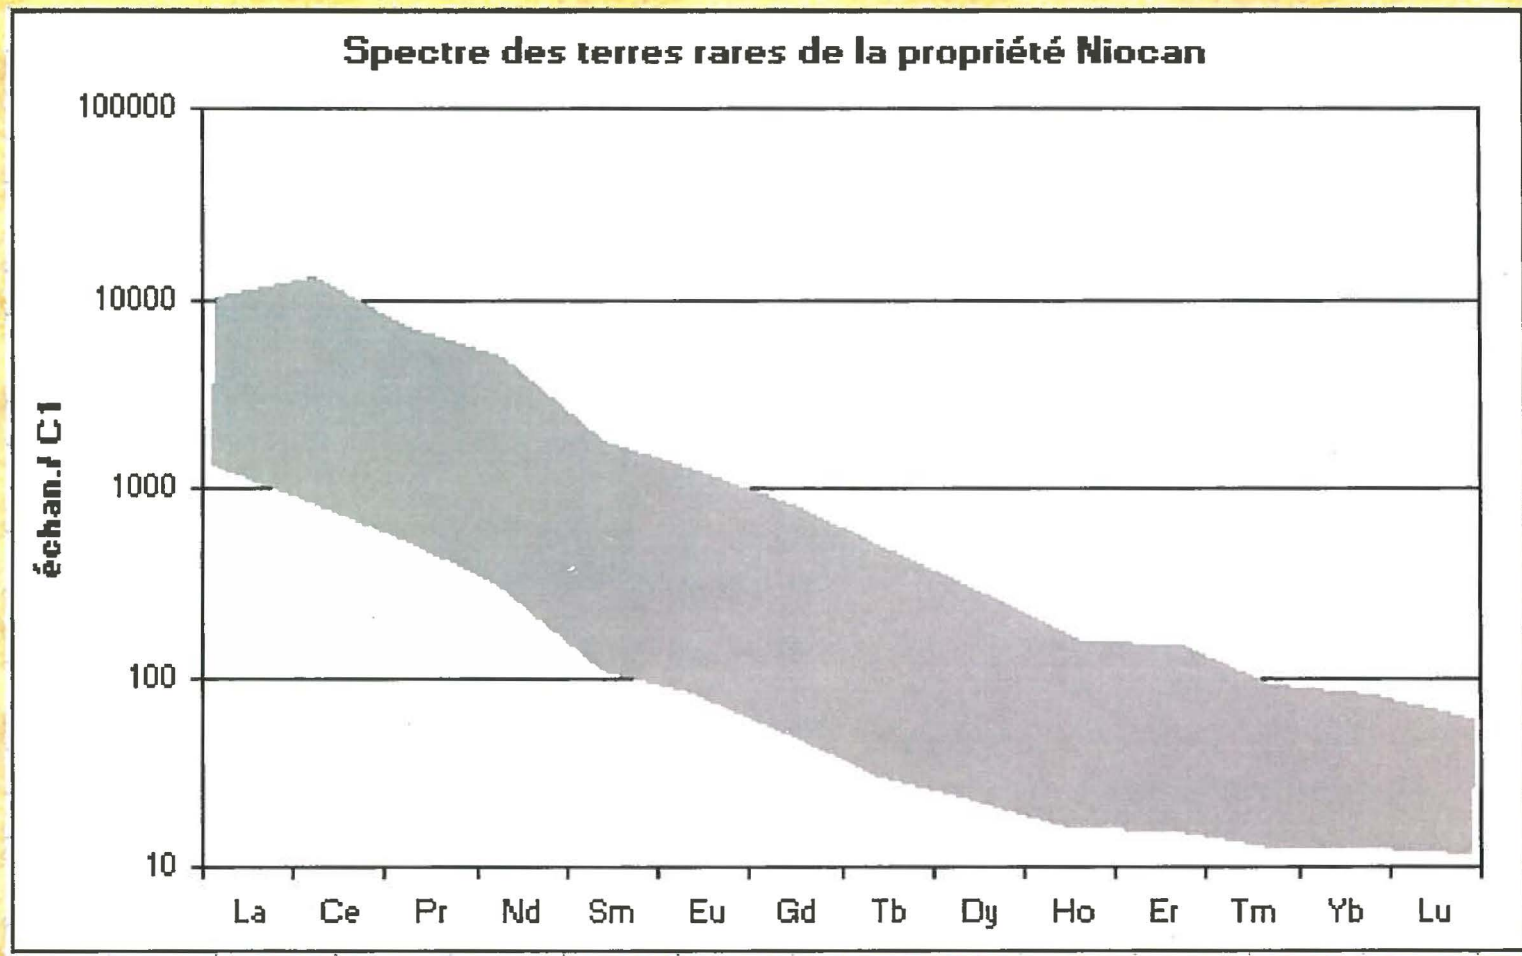 Spectre des terres rares de la propriété Niocan
100000
10000
1000
100
10
échan./ C1
La Ce Pr Nd Sm Eu Gd Tb Dy Ho Er Tm Yb Lu